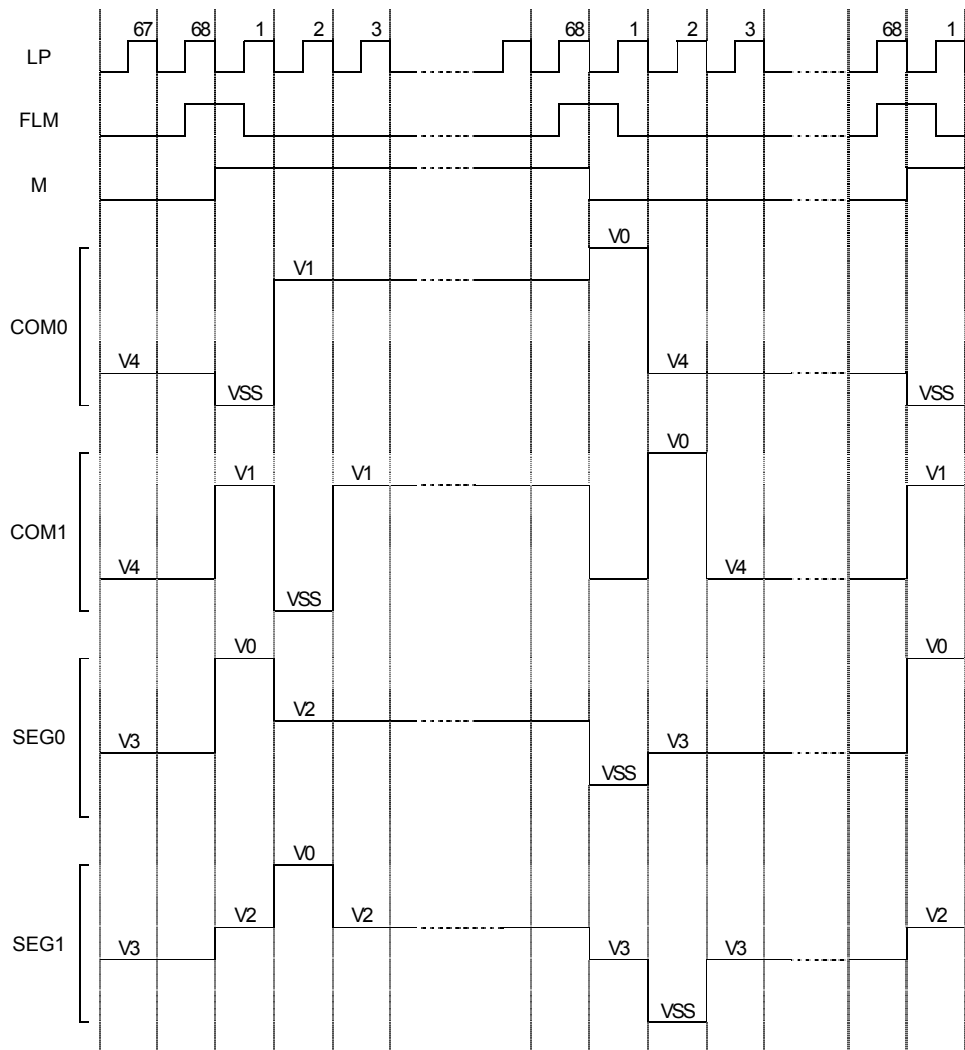 67 68 1 2 3 68 1 2 3 68 1
LP
FLM
M
V0
V1
COM0
V4 V4
VSS VSS
V0
V1 V1 V1
COM1
V4 V4
VSS
V0 V0
V2
SEG0
V3 V3
VSS
V0
V2 V2 V2
SEG1
V3 V3 V3
VSS